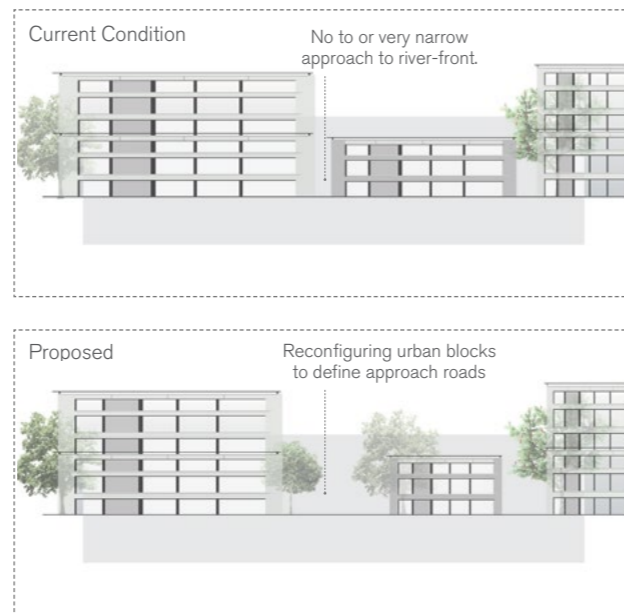 Current Condition
No to or very narrow
approach to river-front.
Proposed
Reconfiguring urban blocks
to define approach roads